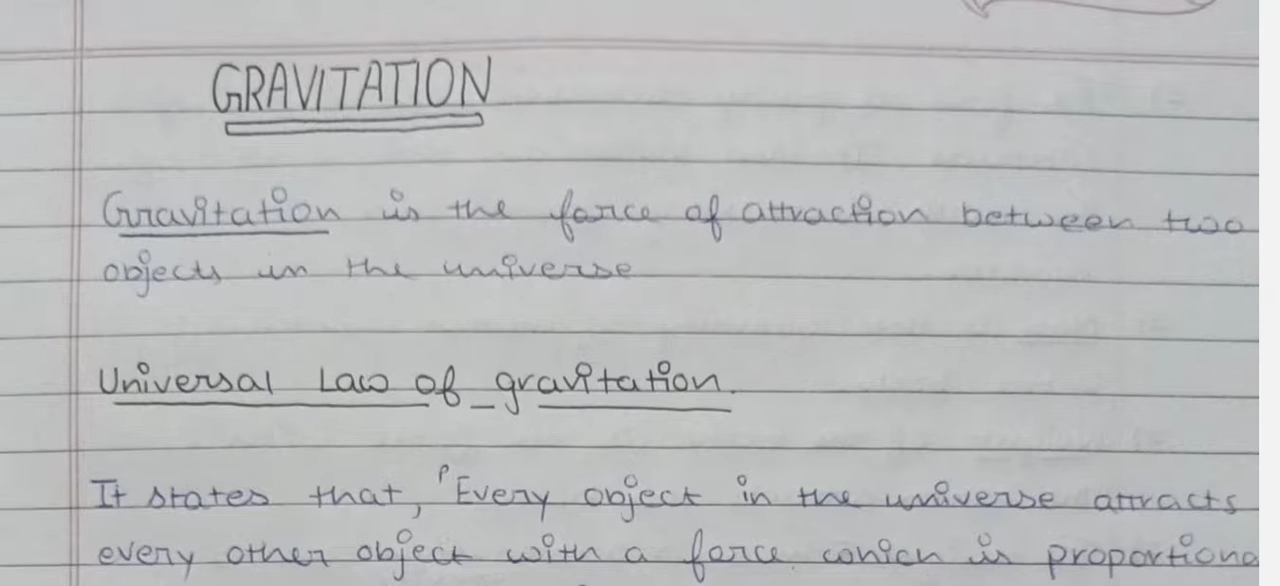 GRAVITATION
Gravitation is the force of attraction between two
objects in the universe
Universal Law of gravitation.
It states that, "Every object in the universe attracts
every other object with a force which is proportiona